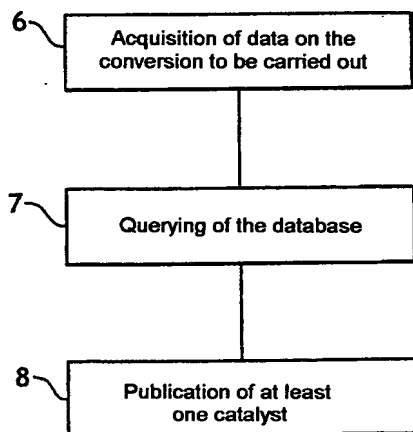 6
Acquisition of data on the
conversion to be carried out
7
Querying of the database
8
Publication of at least
one catalyst